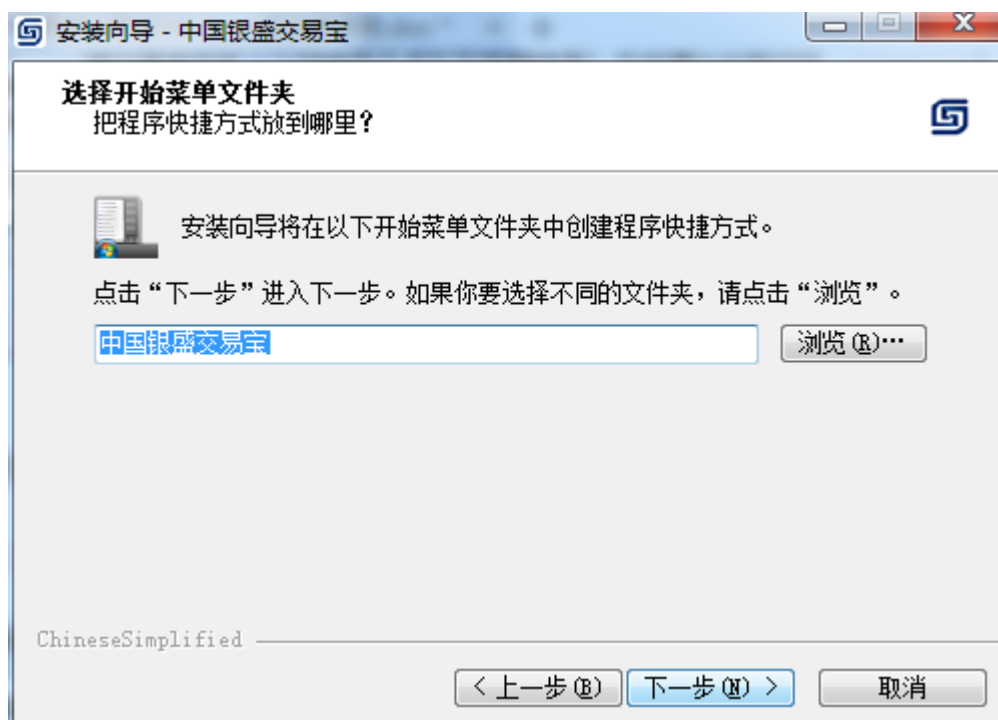 安装向导 - 中国银盛交易宝
选择开始菜单文件夹
把程序快捷方式放到哪里?
安装向导将在以下开始菜单文件夹中创建程序快捷方式。
点击“下一步”进入下一步。如果你要选择不同的文件夹，请点击“浏览”。
中国银盛交易宝
浏览(R)...
ChineseSimplified
< 上一步(B)
下一步(N) >
取消